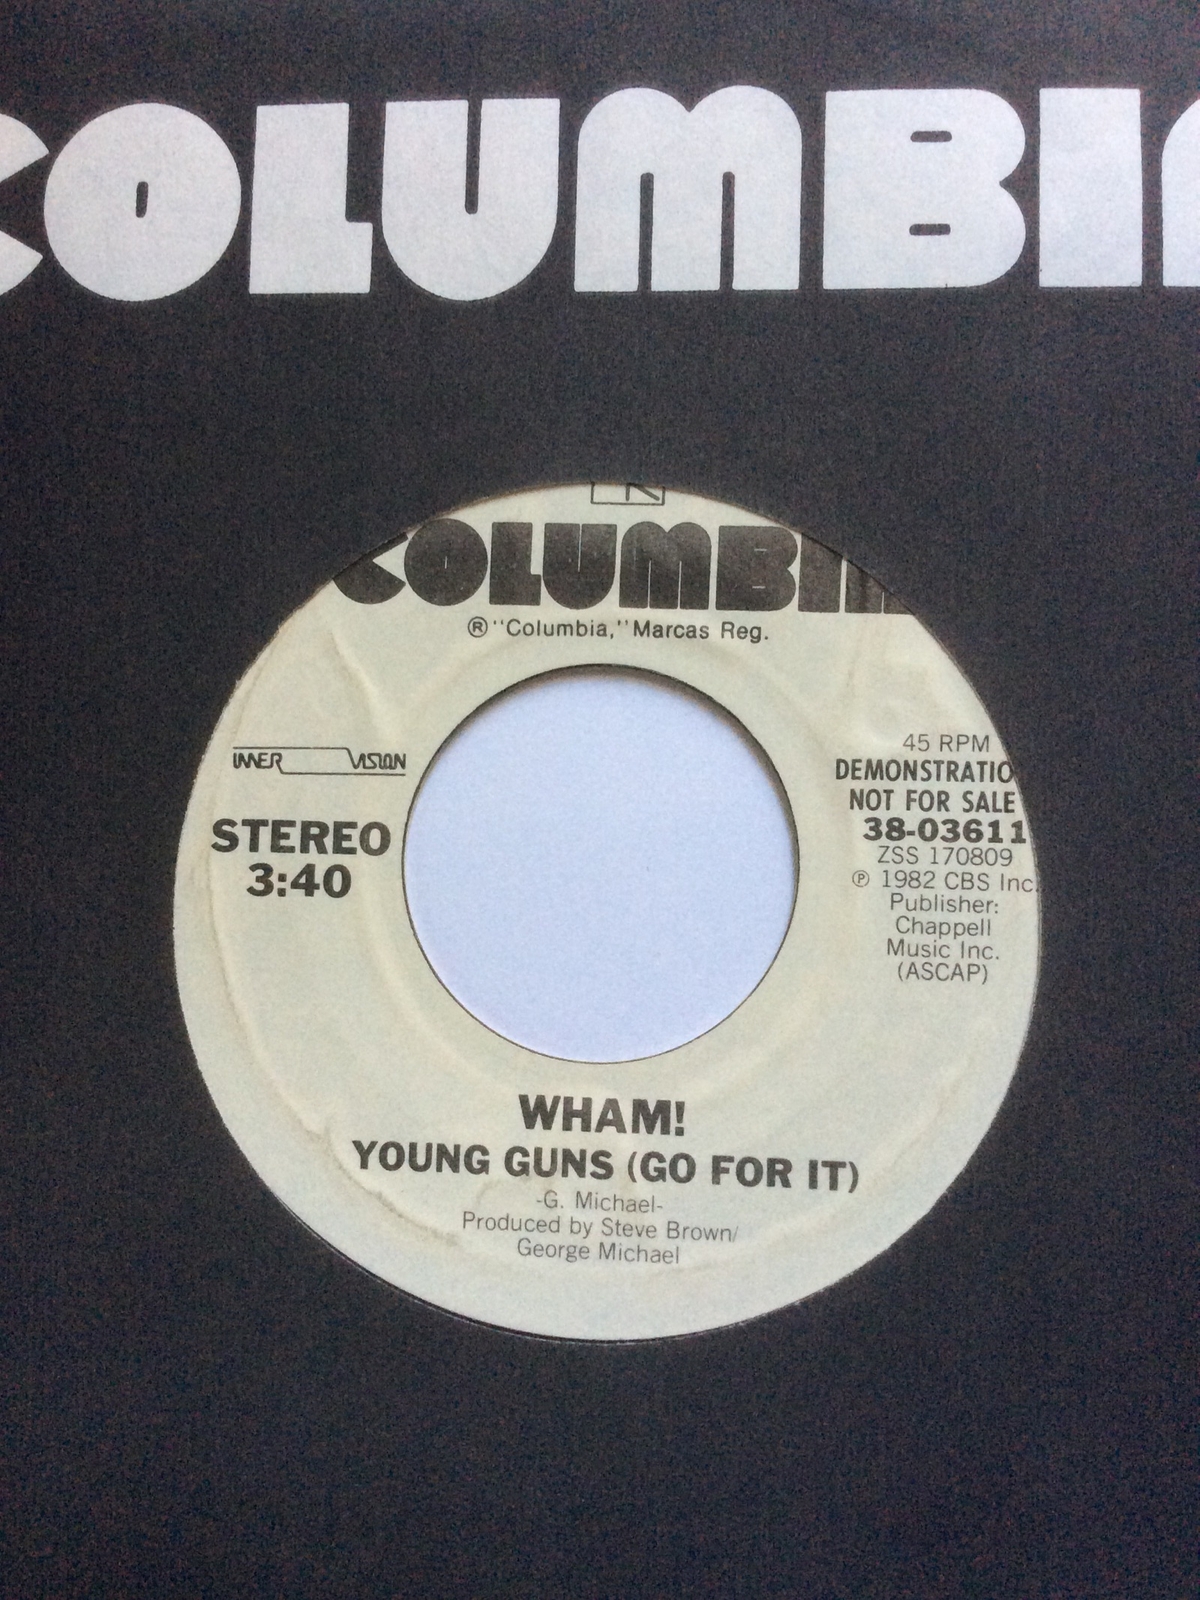 COLUMBIA
COLUMBIA
® "Columbia," Marcas Reg.
INNER VISION
STEREO
3:40
45 RPM
DEMONSTRATIO
NOT FOR SALE
38-03611
ZSS 170809
℗ 1982 CBS Inc.
Publisher:
Chappell
Music Inc.
(ASCAP)
WHAM!
YOUNG GUNS (GO FOR IT)
-G. Michael-
Produced by Steve Brown/
George Michael